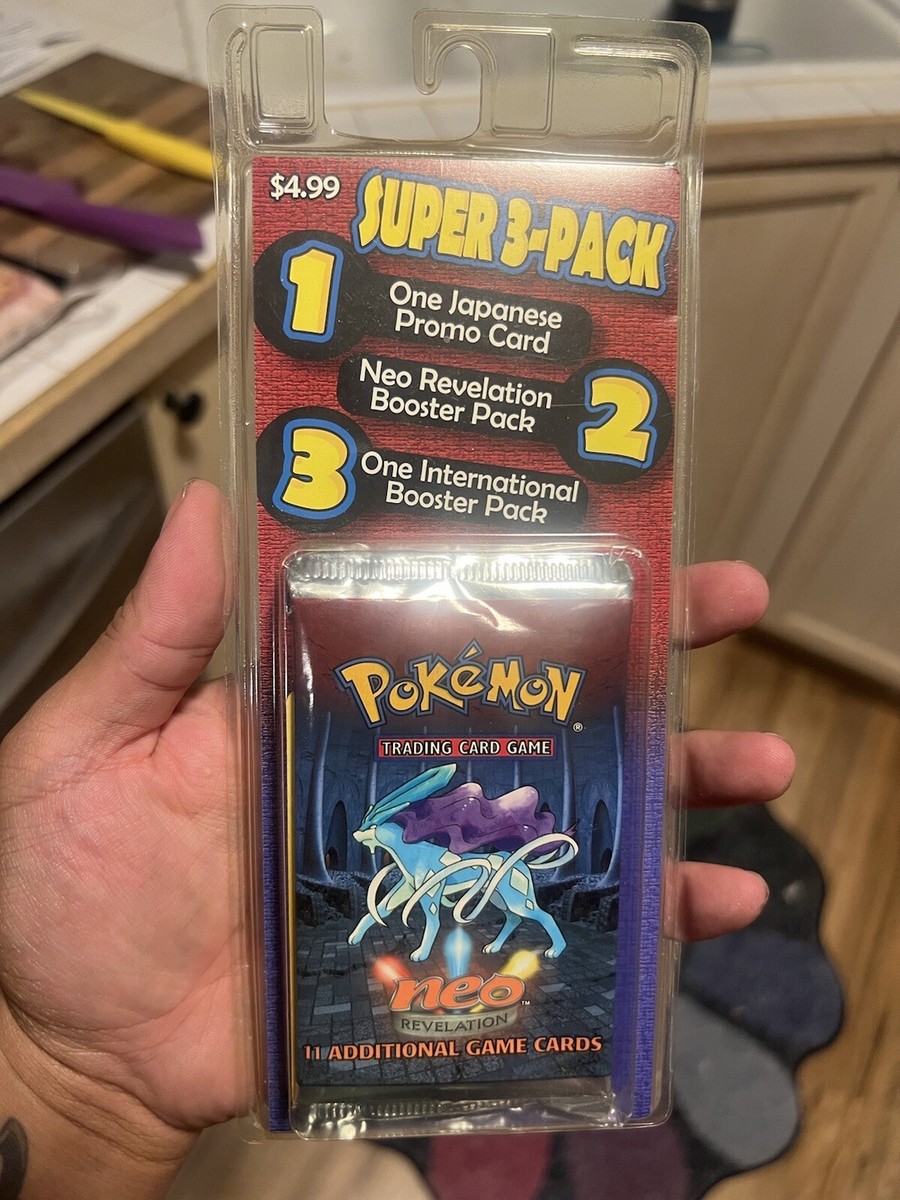 $4.99
SUPER 3-PACK
1
One Japanese
Promo Card
Neo Revelation
Booster Pack
2
3
One International
Booster Pack
POKéMON
®
TRADING CARD GAME
neo
™
REVELATION
11 ADDITIONAL GAME CARDS